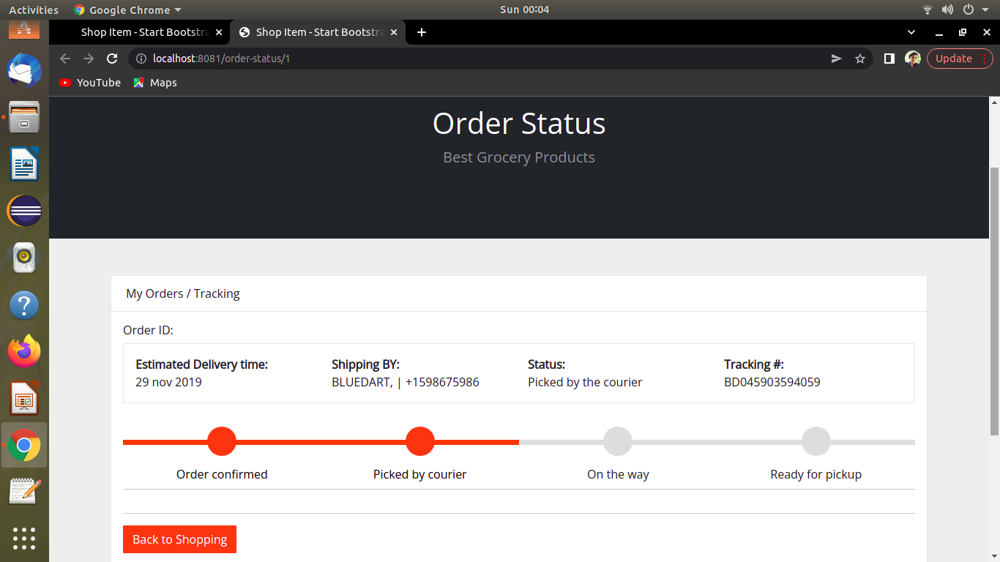 Activities
Google Chrome
Sun 00:04
Shop Item - Start Bootstra
Shop Item - Start Bootstra
localhost:8081/order-status/1
Update
YouTube
Maps
Order Status
Best Grocery Products
My Orders / Tracking
Order ID:
Estimated Delivery time:
29 nov 2019
Shipping BY:
BLUEDART, | +1598675986
Status:
Picked by the courier
Tracking #:
BD045903594059
Order confirmed
Picked by courier
On the way
Ready for pickup
Back to Shopping